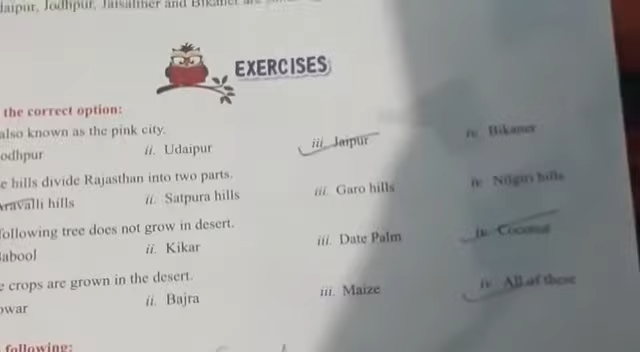 Jaipur, Jodhpur, Jaisalmer and Bikaner are
EXERCISES
the correct option:
also known as the pink city.
odhpur ii. Udaipur iii. Jaipur iv. Bikaner
e hills divide Rajasthan into two parts.
ravalli hills ii. Satpura hills iii. Garo hills iv. Nilgiri hills
following tree does not grow in desert.
abool ii. Kikar iii. Date Palm iv. Coconut
e crops are grown in the desert.
owar ii. Bajra iii. Maize iv. All of these
following: